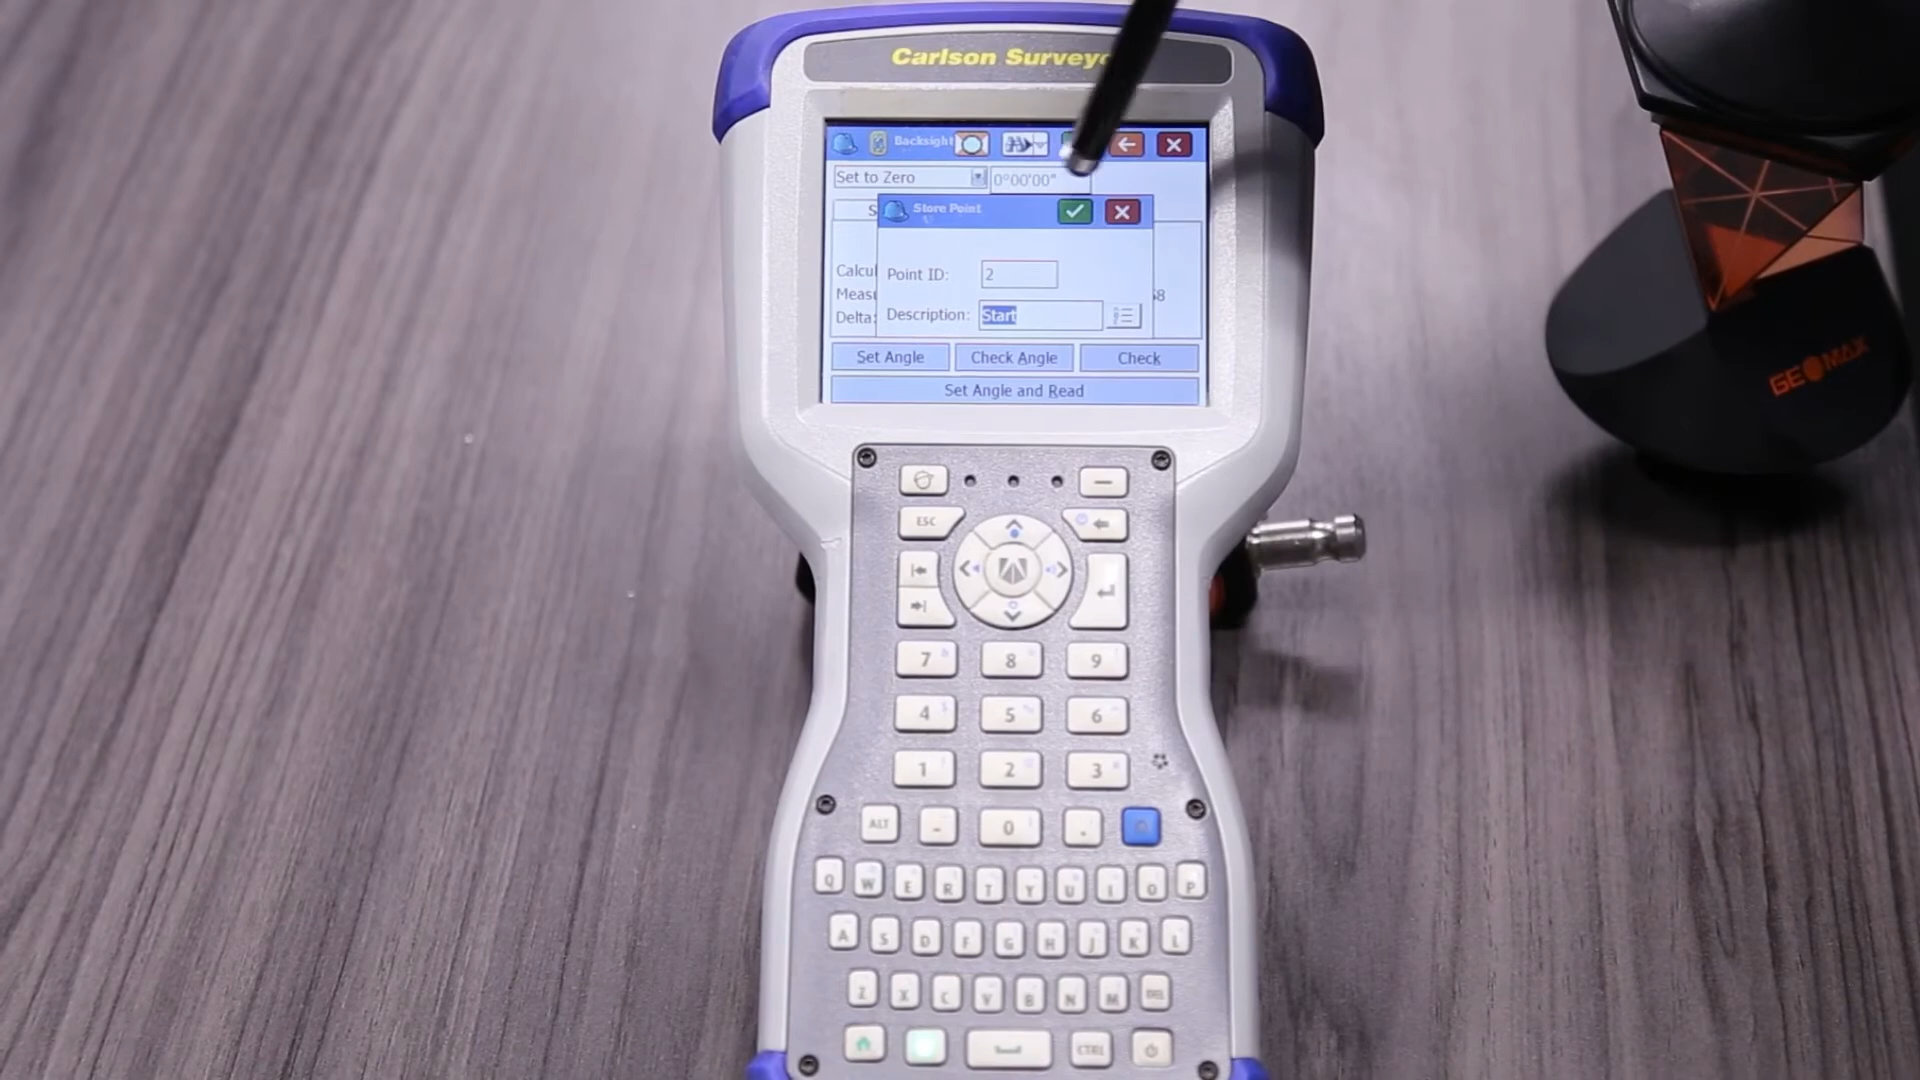 Carlson Surveyo
Backsight
Set to Zero 0°00'00"
S
Store Point
Calcul
Point ID: 2
Measu
58
Delta:
Description: Start
Set Angle Check Angle Check
Set Angle and Read
ESC
7 8 9
4 5 6
1 2 3
ALT - 0 .
Q W E R T Y U I O P
A S D F G H J K L
Z X C V B N M DEL
CTRL
GEOMAX